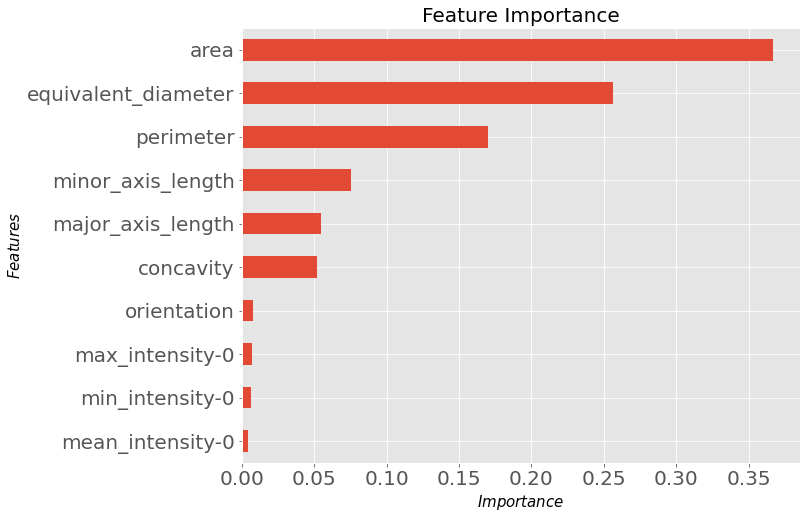 Feature Importance
area
equivalent_diameter
perimeter
minor_axis_length
major_axis_length
concavity
orientation
max_intensity-0
min_intensity-0
mean_intensity-0
Features
0.00 0.05 0.10 0.15 0.20 0.25 0.30 0.35
Importance